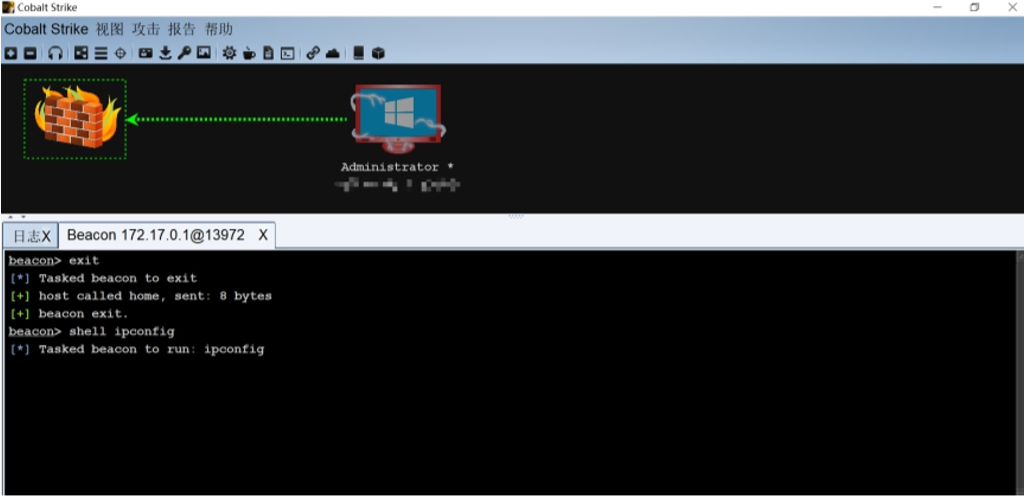 Cobalt Strike
Cobalt Strike 视图 攻击 报告 帮助
Administrator *
日志X
Beacon 172.17.0.1@13972 X
beacon> exit
[*] Tasked beacon to exit
[+] host called home, sent: 8 bytes
[+] beacon exit.
beacon> shell ipconfig
[*] Tasked beacon to run: ipconfig